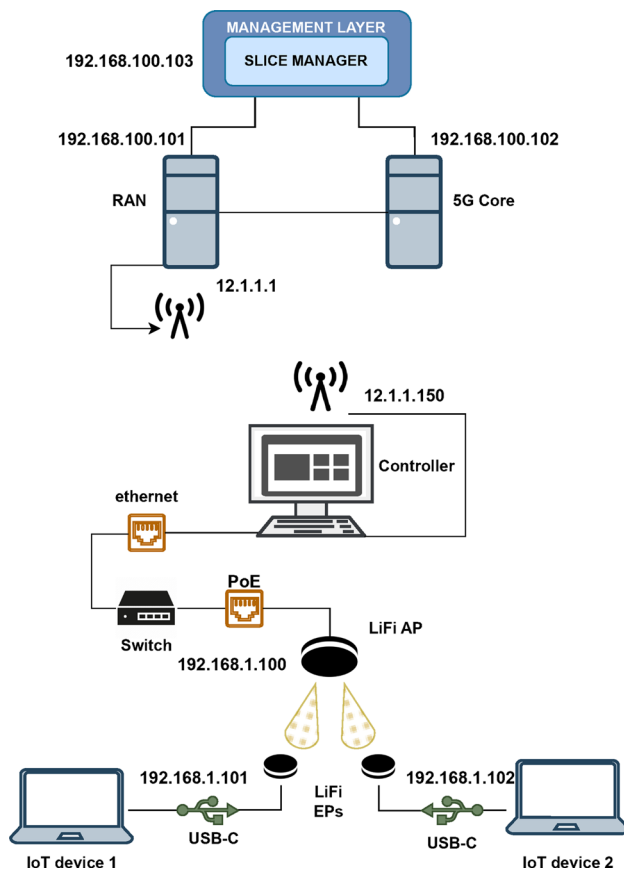 MANAGEMENT LAYER
SLICE MANAGER
192.168.100.103
192.168.100.101
192.168.100.102
RAN
5G Core
12.1.1.1
12.1.1.150
Controller
ethernet
PoE
Switch
LiFi AP
192.168.1.100
192.168.1.101
192.168.1.102
LiFi
EPs
USB-C
USB-C
IoT device 1
IoT device 2